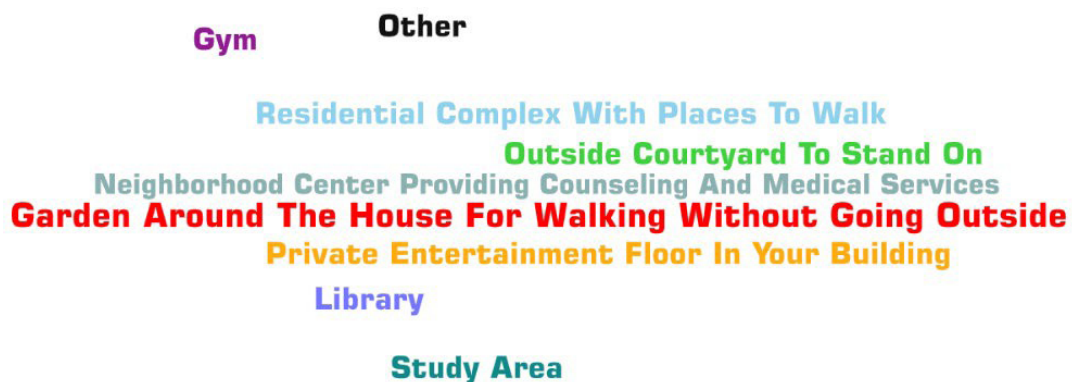 Other
Gym
Residential Complex With Places To Walk
Outside Courtyard To Stand On
Neighborhood Center Providing Counseling And Medical Services
Garden Around The House For Walking Without Going Outside
Private Entertainment Floor In Your Building
Library
Study Area